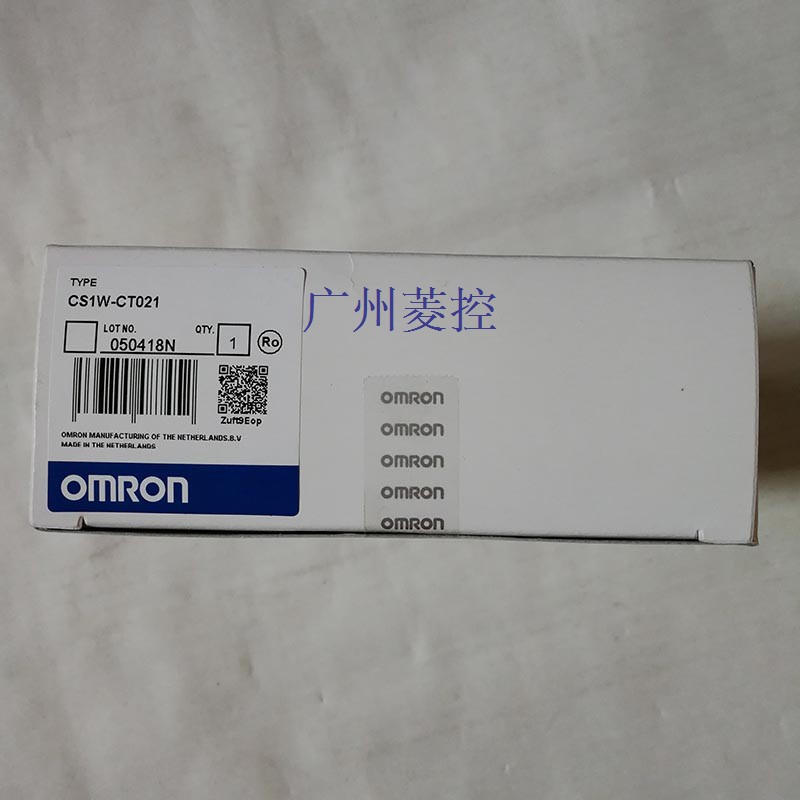 TYPE
CS1W-CT021
LOT NO.
QTY.
050418N
1
Ro
Zuft9Eop
OMRON MANUFACTURING OF THE NETHERLANDS.B.V
MADE IN THE NETHERLANDS
OMRON
广州菱控
OMRON
OMRON
OMRON
OMRON
OMRON